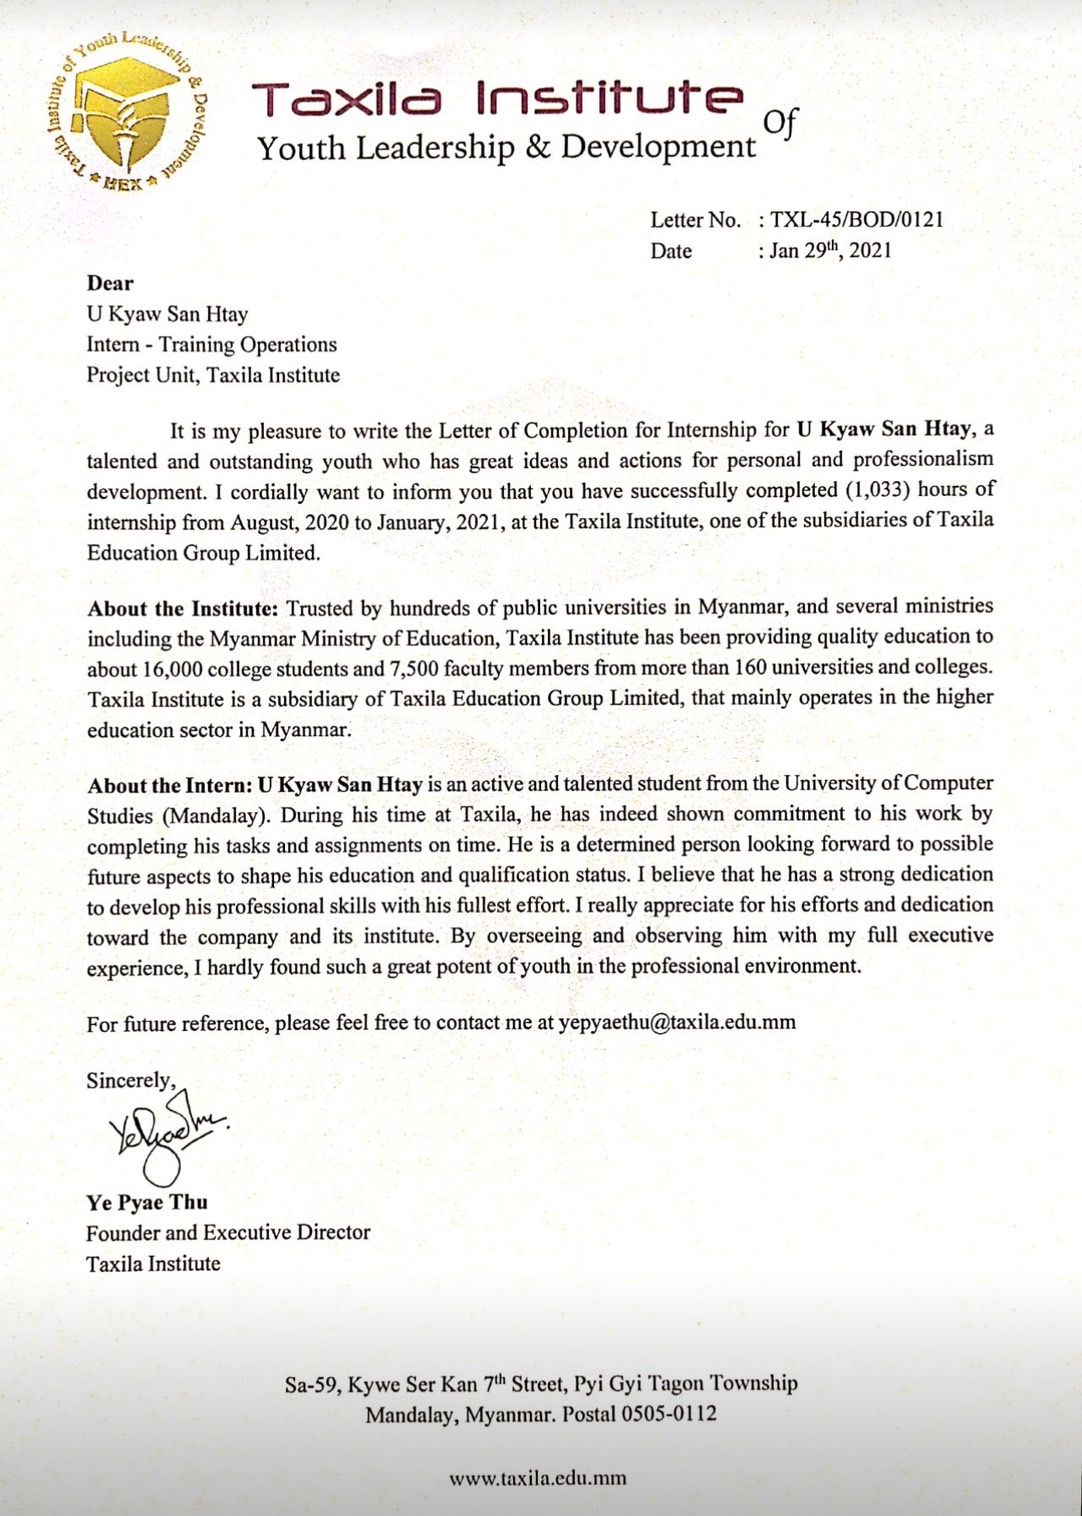 Taxila Institute of Youth Leadership & Development
★ HEX ★
Taxila Institute Of
Youth Leadership & Development
Letter No. : TXL-45/BOD/0121
Date : Jan 29th, 2021
Dear
U Kyaw San Htay
Intern - Training Operations
Project Unit, Taxila Institute
It is my pleasure to write the Letter of Completion for Internship for U Kyaw San Htay, a
talented and outstanding youth who has great ideas and actions for personal and professionalism
development. I cordially want to inform you that you have successfully completed (1,033) hours of
internship from August, 2020 to January, 2021, at the Taxila Institute, one of the subsidiaries of Taxila
Education Group Limited.
About the Institute: Trusted by hundreds of public universities in Myanmar, and several ministries
including the Myanmar Ministry of Education, Taxila Institute has been providing quality education to
about 16,000 college students and 7,500 faculty members from more than 160 universities and colleges.
Taxila Institute is a subsidiary of Taxila Education Group Limited, that mainly operates in the higher
education sector in Myanmar.
About the Intern: U Kyaw San Htay is an active and talented student from the University of Computer
Studies (Mandalay). During his time at Taxila, he has indeed shown commitment to his work by
completing his tasks and assignments on time. He is a determined person looking forward to possible
future aspects to shape his education and qualification status. I believe that he has a strong dedication
to develop his professional skills with his fullest effort. I really appreciate for his efforts and dedication
toward the company and its institute. By overseeing and observing him with my full executive
experience, I hardly found such a great potent of youth in the professional environment.
For future reference, please feel free to contact me at yepyaethu@taxila.edu.mm
Sincerely,
YePyaeThu
Ye Pyae Thu
Founder and Executive Director
Taxila Institute
Sa-59, Kywe Ser Kan 7th Street, Pyi Gyi Tagon Township
Mandalay, Myanmar. Postal 0505-0112
www.taxila.edu.mm